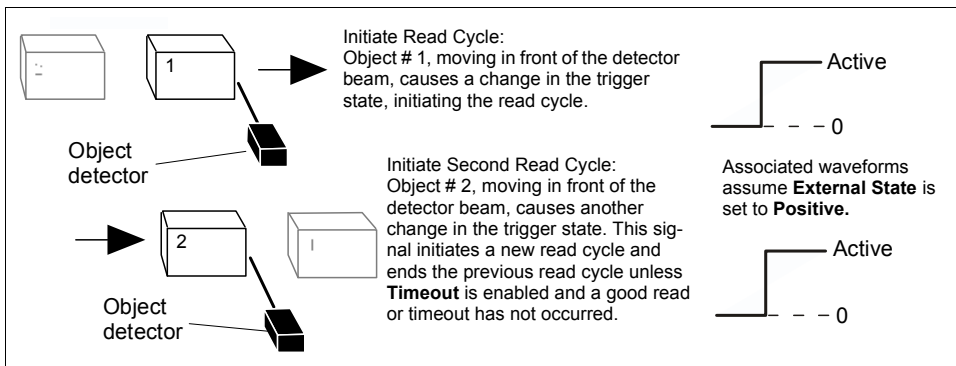 1
Initiate Read Cycle:
Object # 1, moving in front of the detector
beam, causes a change in the trigger
state, initiating the read cycle.
Active
0
Object
detector
Initiate Second Read Cycle:
Object # 2, moving in front of the
detector beam, causes another
change in the trigger state. This sig-
nal initiates a new read cycle and
ends the previous read cycle unless
Timeout is enabled and a good read
or timeout has not occurred.
Associated waveforms
assume External State is
set to Positive.
2
Object
detector
Active
0